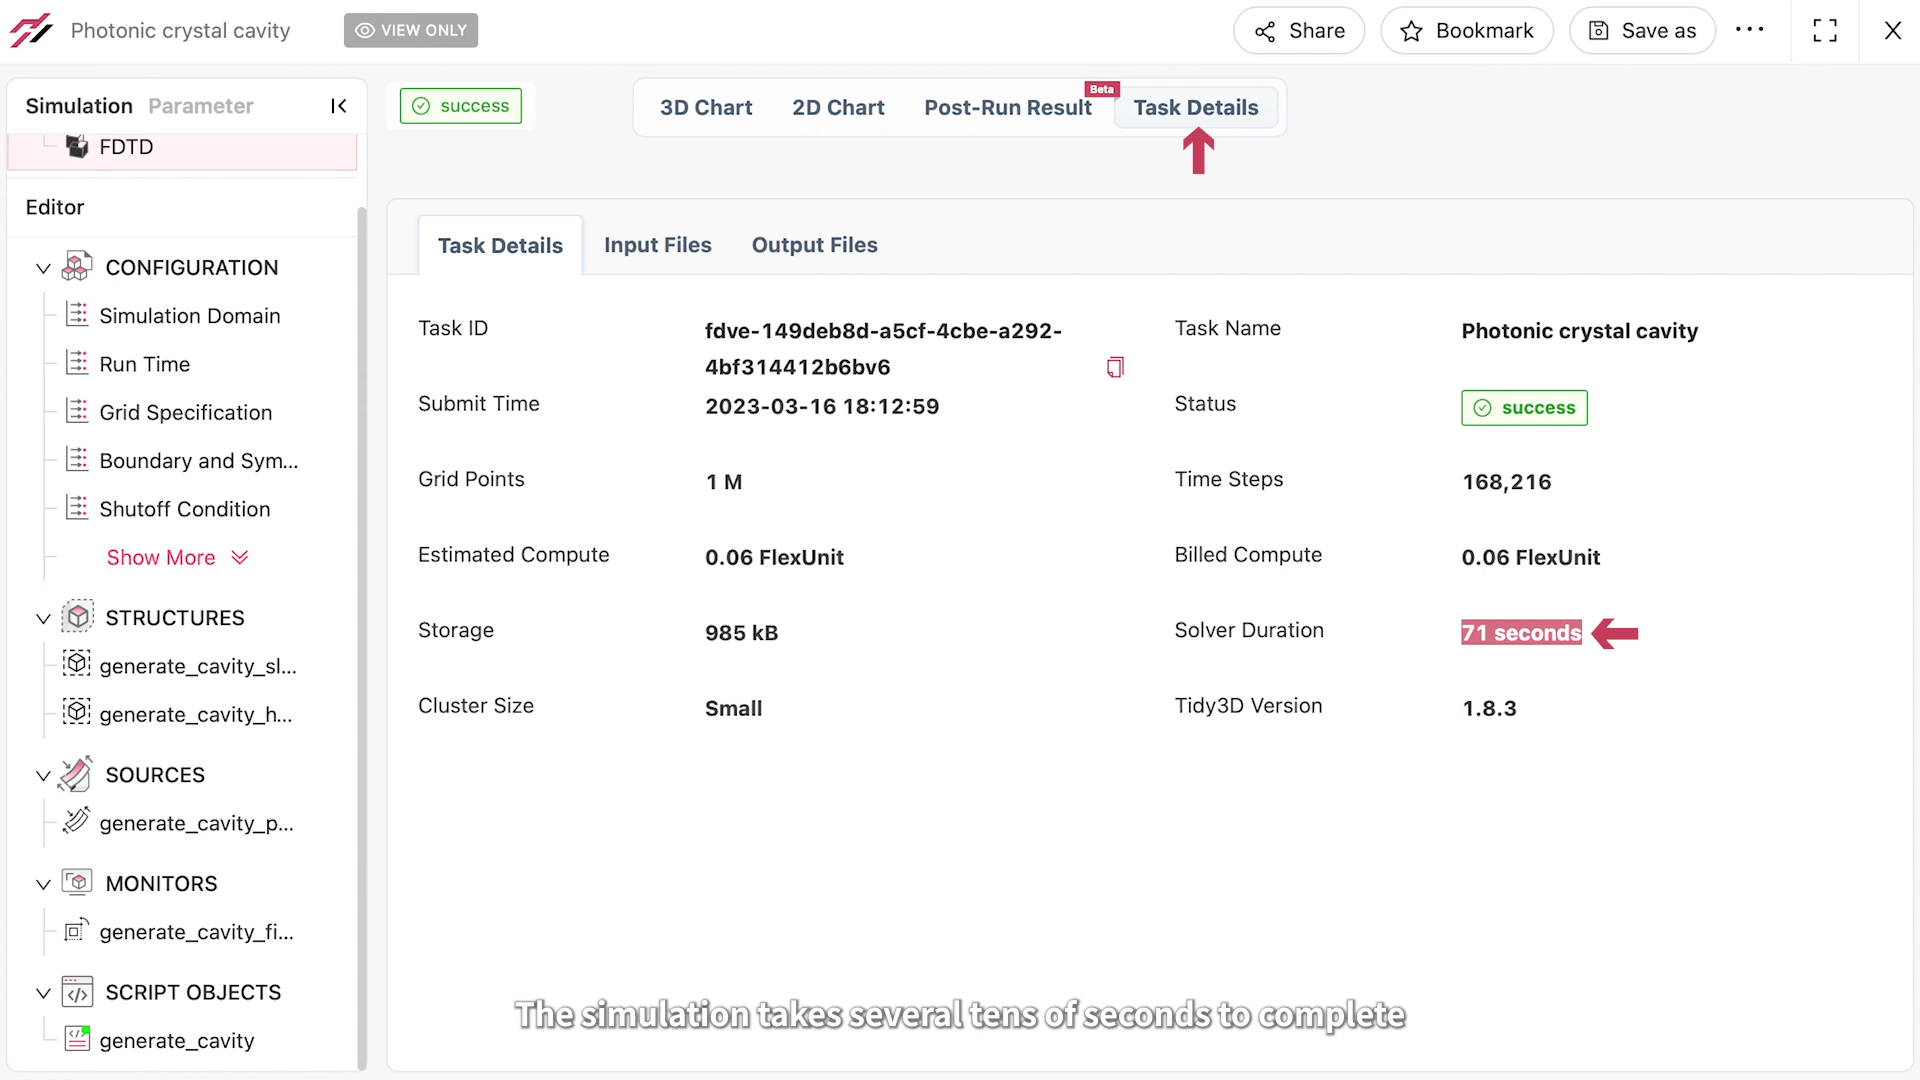 Photonic crystal cavity
VIEW ONLY
Share
Bookmark
Save as
Simulation Parameter
success
3D Chart
2D Chart
Post-Run Result
Beta
Task Details
FDTD
Editor
CONFIGURATION
Simulation Domain
Run Time
Grid Specification
Boundary and Sym...
Shutoff Condition
Show More
STRUCTURES
generate_cavity_sl...
generate_cavity_h...
SOURCES
generate_cavity_p...
MONITORS
generate_cavity_fi...
SCRIPT OBJECTS
generate_cavity
Task Details
Input Files
Output Files
Task ID
fdve-149deb8d-a5cf-4cbe-a292-
4bf314412b6bv6
Task Name
Photonic crystal cavity
Submit Time
2023-03-16 18:12:59
Status
success
Grid Points
1 M
Time Steps
168,216
Estimated Compute
0.06 FlexUnit
Billed Compute
0.06 FlexUnit
Storage
985 kB
Solver Duration
71 seconds
Cluster Size
Small
Tidy3D Version
1.8.3
The simulation takes several tens of seconds to complete